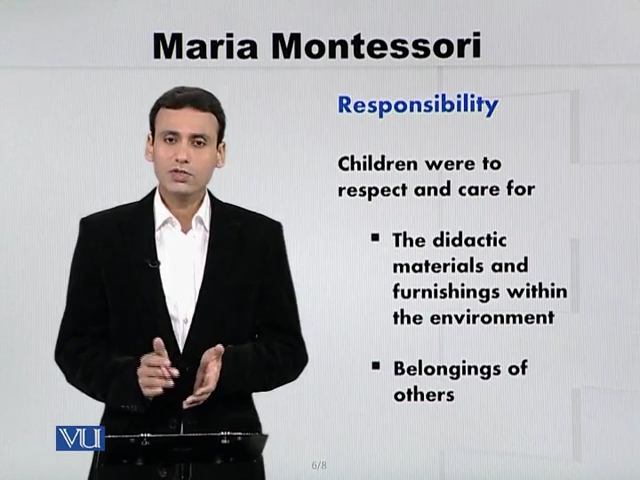 Maria Montessori
Responsibility
Children were to
respect and care for
▪ The didactic
materials and
furnishings within
the environment
▪ Belongings of
others
VU
6/8